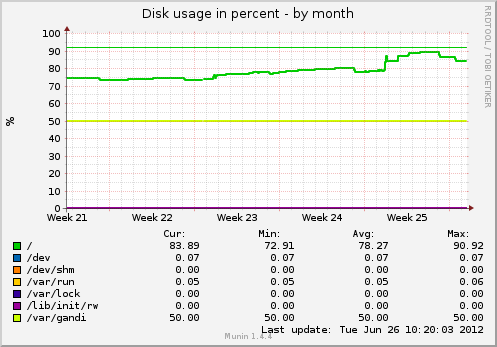 Disk usage in percent - by month
RRDTOOL / TOBI OETIKER
100
90
80
70
60
50
40
30
20
10
0
%
Week 21 Week 22 Week 23 Week 24 Week 25
Cur: Min: Avg: Max:
/ 83.89 72.91 78.27 90.92
/dev 0.07 0.07 0.07 0.07
/dev/shm 0.00 0.00 0.00 0.00
/var/run 0.05 0.05 0.05 0.06
/var/lock 0.00 0.00 0.00 0.00
/lib/init/rw 0.00 0.00 0.00 0.00
/var/gandi 50.00 50.00 50.00 50.00
Last update: Tue Jun 26 10:20:03 2012
Munin 1.4.4